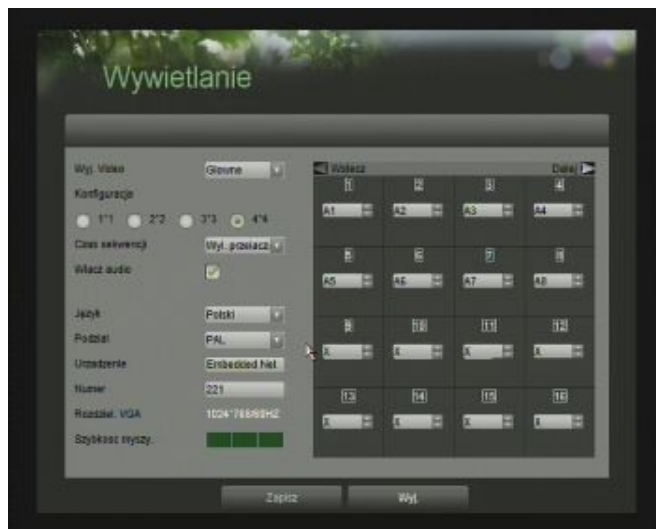 Wywietlanie
Wyj. Video Glowne
Konfiguracja
1*1 2*2 3*3 4*4
Czas sekwencji Wyl. przelacz
Wlacz audio
Język Polski
Podzial PAL
Urzadzenie Embedded Net
Numer 221
Rozdziel. VGA 1024*768/60HZ
Szybkosc myszy.
Wstecz Dalej
1 2 3 4
A1 A2 A3 A4
5 6 7 8
A5 A6 A7 A8
9 10 11 12
X X X X
13 14 15 16
X X X X
Zapisz Wyj.